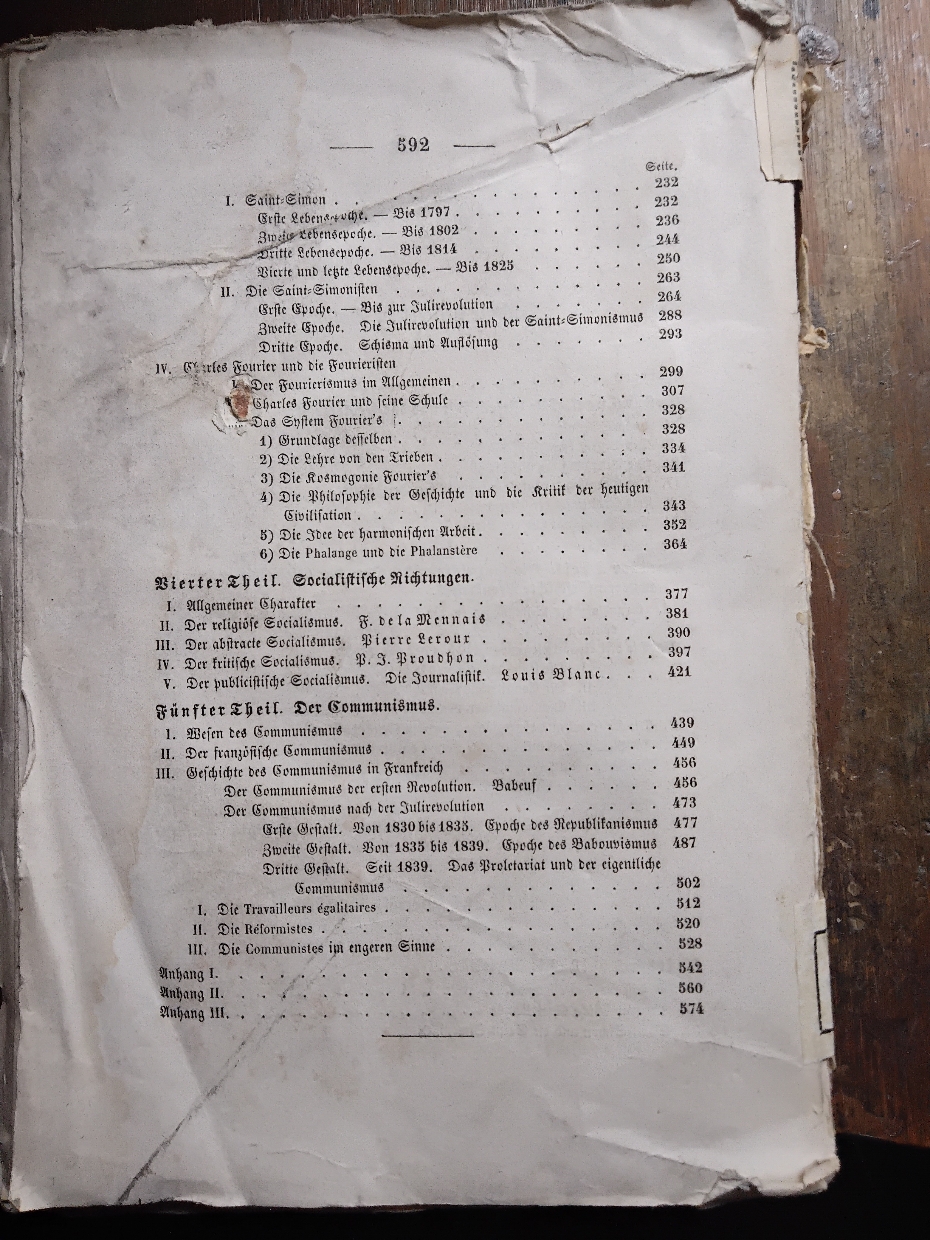 — 592 —
Seite.
I. Saint-Simon . . . . . . . . . . . . . . . 232
Erste Lebensepoche. — Bis 1797 . . . . . . . . . 232
Zweite Lebensepoche. — Bis 1802 . . . . . . . . . 236
Dritte Lebensepoche. — Bis 1814 . . . . . . . . . 244
Vierte und letzte Lebensepoche. — Bis 1825 . . . . . . 250
II. Die Saint-Simonisten . . . . . . . . . . . . . 263
Erste Epoche. — Bis zur Julirevolution . . . . . . . 264
Zweite Epoche. Die Julirevolution und der Saint-Simonismus 288
Dritte Epoche. Schisma und Auflösung . . . . . . . 293
IV. Charles Fourier und die Fourieristen
Der Fourierismus im Allgemeinen . . . . . . . . . . 299
Charles Fourier und seine Schule . . . . . . . . . . 307
Das System Fourier's . . . . . . . . . . . . . 328
1) Grundlage desselben . . . . . . . . . . . . . 328
2) Die Lehre von den Trieben . . . . . . . . . . . 334
3) Die Kosmogonie Fourier's . . . . . . . . . . . 341
4) Die Philosophie der Geschichte und die Kritik der heutigen
Civilisation . . . . . . . . . . . . . . . 343
5) Die Idee der harmonischen Arbeit . . . . . . . . . 352
6) Die Phalange und die Phalanstère . . . . . . . . 364
Vierter Theil. Socialistische Richtungen.
I. Allgemeiner Charakter . . . . . . . . . . . . . . . 377
II. Der religiöse Socialismus. F. de la Mennais . . . . . . . . 381
III. Der abstracte Socialismus. Pierre Leroux . . . . . . . . . 390
IV. Der kritische Socialismus. P. J. Proudhon . . . . . . . . . 397
V. Der publicistische Socialismus. Die Journalistik. Louis Blanc . . . 421
Fünfter Theil. Der Communismus.
I. Wesen des Communismus . . . . . . . . . . . . . . 439
II. Der französische Communismus . . . . . . . . . . . . . 449
III. Geschichte des Communismus in Frankreich . . . . . . . . . . 456
Der Communismus der ersten Revolution. Babeuf . . . . . . 456
Der Communismus nach der Julirevolution . . . . . . . . 473
Erste Gestalt. Von 1830 bis 1835. Epoche des Republikanismus 477
Zweite Gestalt. Von 1835 bis 1839. Epoche des Babouvismus 487
Dritte Gestalt. Seit 1839. Das Proletariat und der eigentliche
Communismus . . . . . . . . . . . . . 502
I. Die Travailleurs égalitaires . . . . . . . . . . . . . 512
II. Die Réformistes . . . . . . . . . . . . . . . . 520
III. Die Communistes im engeren Sinne . . . . . . . . . . . 528
Anhang I. . . . . . . . . . . . . . . . . . . . . 542
Anhang II. . . . . . . . . . . . . . . . . . . . . 560
Anhang III. . . . . . . . . . . . . . . . . . . . . 574